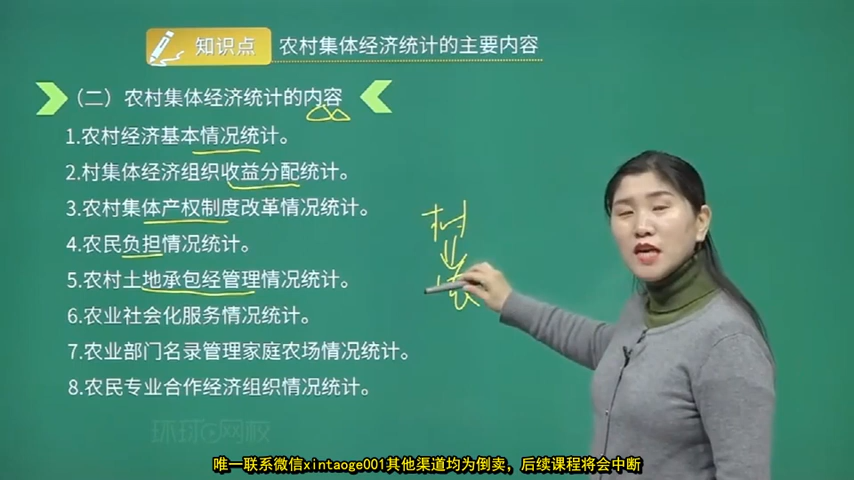 知识点 农村集体经济统计的主要内容
（二）农村集体经济统计的内容
1.农村经济基本情况统计。
2.村集体经济组织收益分配统计。
3.农村集体产权制度改革情况统计。
4.农民负担情况统计。
5.农村土地承包经管理情况统计。
6.农业社会化服务情况统计。
7.农业部门名录管理家庭农场情况统计。
8.农民专业合作经济组织情况统计。
村
环球网校
唯一联系微信xintaoge001其他渠道均为倒卖，后续课程将会中断